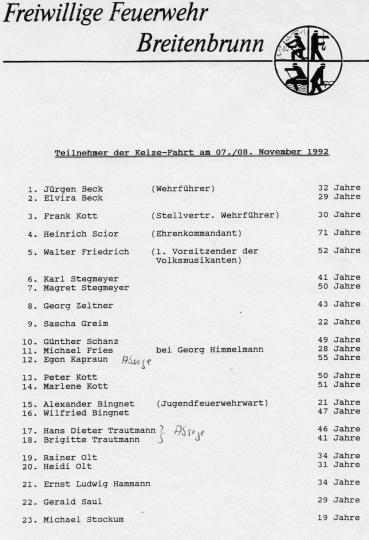 Freiwillige Feuerwehr
Breitenbrunn
Teilnehmer der Kelze-Fahrt am 07./08. November 1992
1. Jürgen Beck (Wehrführer) 32 Jahre
2. Elvira Beck 29 Jahre
3. Frank Kott (Stellvertr. Wehrführer) 30 Jahre
4. Heinrich Scior (Ehrenkommandant) 71 Jahre
5. Walter Friedrich (1. Vorsitzender der 52 Jahre
Volksmusikanten)
6. Karl Stegmeyer 41 Jahre
7. Magret Stegmeyer 50 Jahre
8. Georg Zeltner 43 Jahre
9. Sascha Greim 22 Jahre
10. Günther Schanz 49 Jahre
11. Michael Fries bei Georg Himmelmann 28 Jahre
12. Egon Kapraun 55 Jahre
13. Peter Kott 50 Jahre
14. Marlene Kott 51 Jahre
15. Alexander Bingnet (Jugendfeuerwehrwart) 21 Jahre
16. Wilfried Bingnet 47 Jahre
17. Hans Dieter Trautmann 46 Jahre
18. Brigitte Trautmann 41 Jahre
19. Rainer Olt 34 Jahre
20. Heidi Olt 31 Jahre
21. Ernst Ludwig Hammann 34 Jahre
22. Gerald Saul 29 Jahre
23. Michael Stockum 19 Jahre